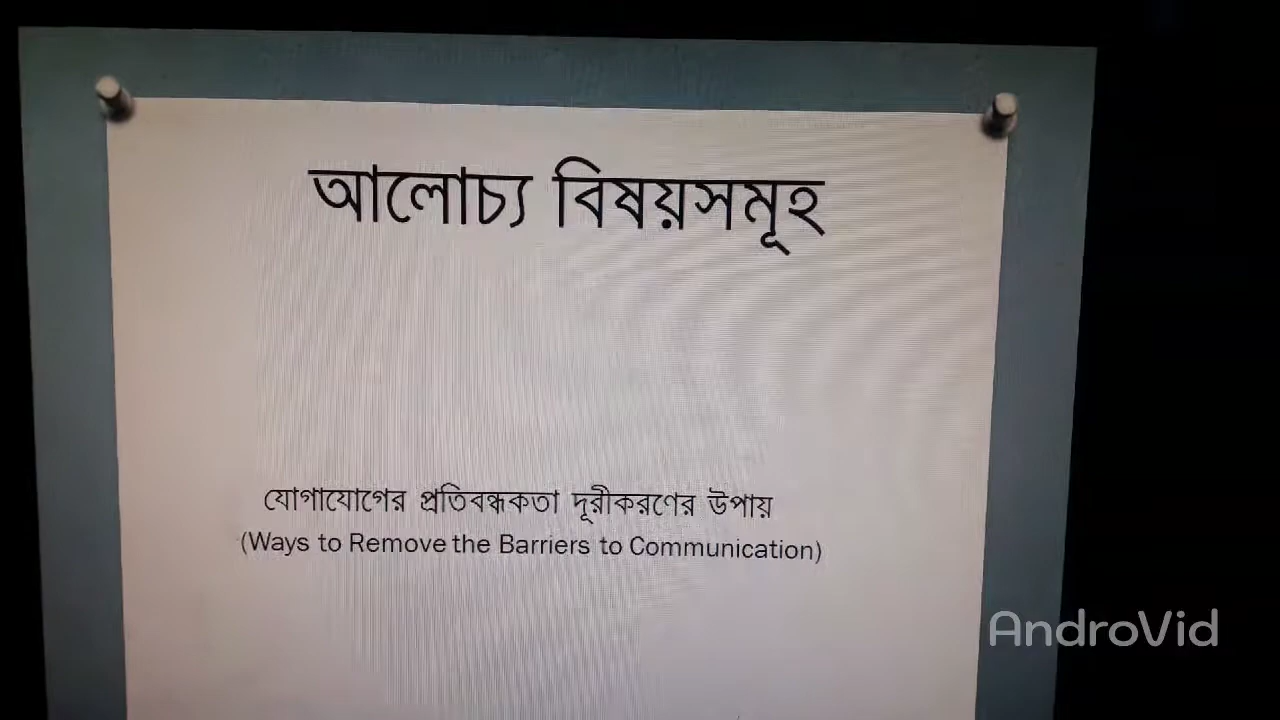 আলোচ্য বিষয়সমূহ
যোগাযোগের প্রতিবন্ধকতা দূরীকরণের উপায়
(Ways to Remove the Barriers to Communication)
AndroVid